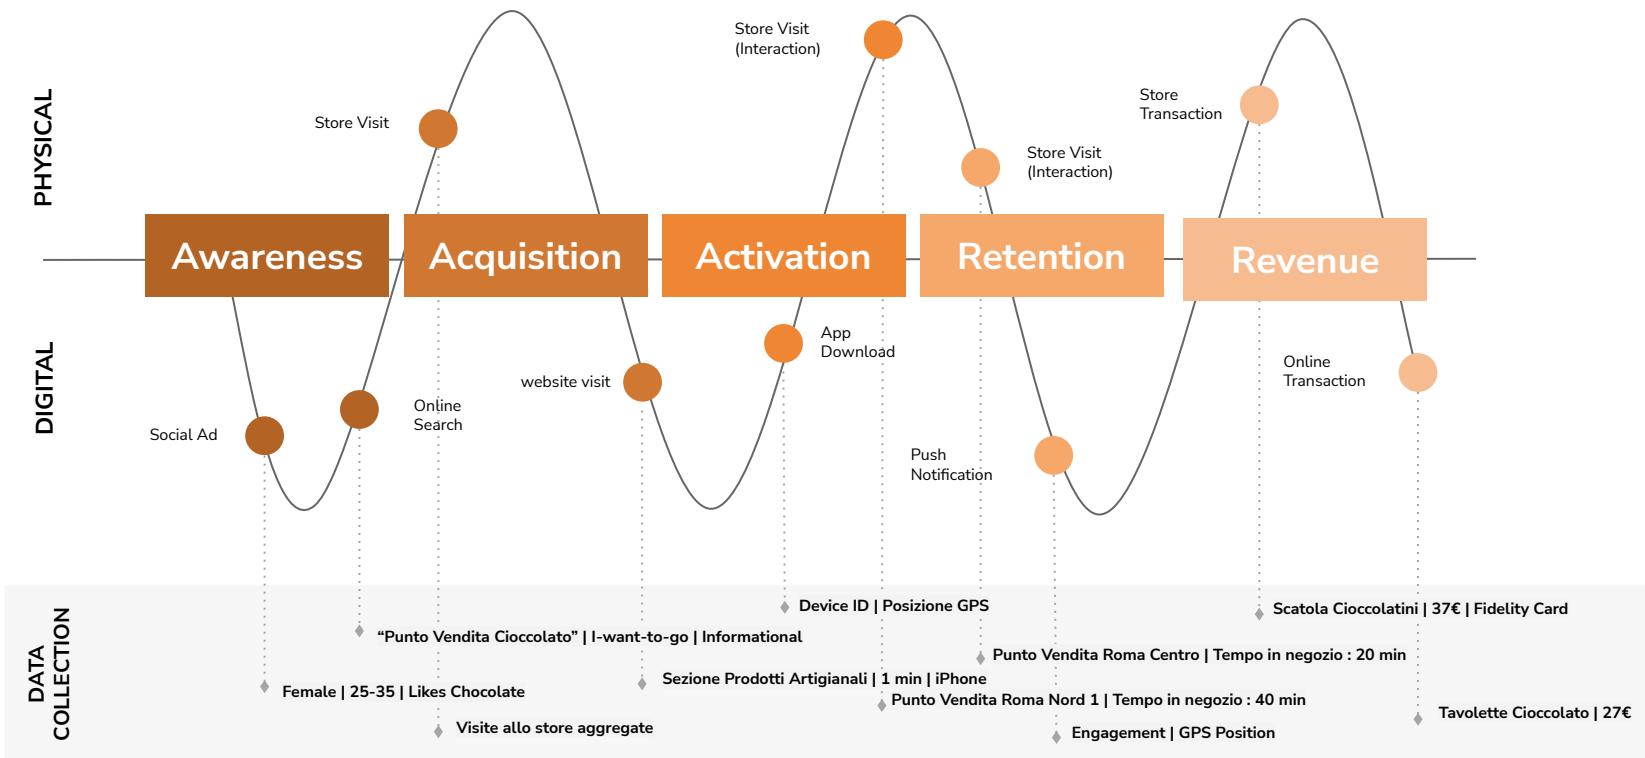 PHYSICAL
Store Visit
(Interaction)
Store
Transaction
Store Visit
Store Visit
(Interaction)
Awareness
Acquisition
Activation
Retention
Revenue
DIGITAL
App
Download
Online
Transaction
website visit
Online
Search
Social Ad
Push
Notification
DATA
COLLECTION
Device ID | Posizione GPS
Scatola Cioccolatini | 37€ | Fidelity Card
“Punto Vendita Cioccolato” | I-want-to-go | Informational
Punto Vendita Roma Centro | Tempo in negozio : 20 min
Sezione Prodotti Artigianali | 1 min | iPhone
Female | 25-35 | Likes Chocolate
Punto Vendita Roma Nord 1 | Tempo in negozio : 40 min
Tavolette Cioccolato | 27€
Visite allo store aggregate
Engagement | GPS Position